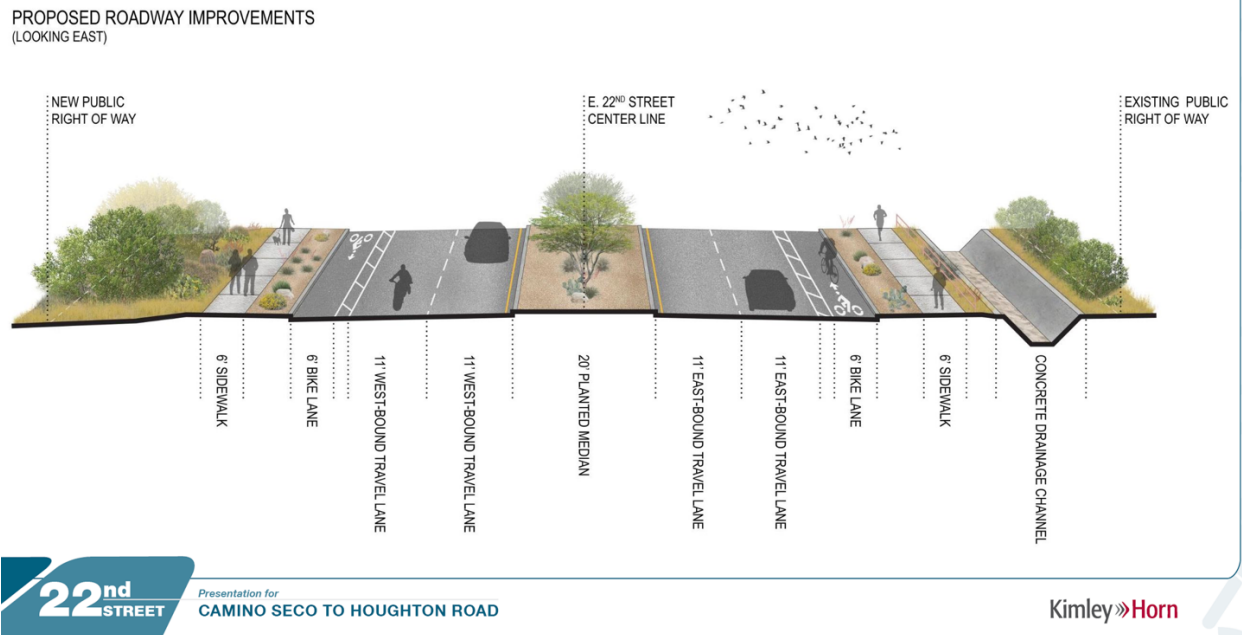 PROPOSED ROADWAY IMPROVEMENTS
(LOOKING EAST)
NEW PUBLIC
RIGHT OF WAY
E. 22ND STREET
CENTER LINE
EXISTING PUBLIC
RIGHT OF WAY
6' SIDEWALK
6' BIKE LANE
11' WEST-BOUND TRAVEL LANE
11' WEST-BOUND TRAVEL LANE
20' PLANTED MEDIAN
11' EAST-BOUND TRAVEL LANE
11' EAST-BOUND TRAVEL LANE
6' BIKE LANE
6' SIDEWALK
CONCRETE DRAINAGE CHANNEL
22nd
STREET
Presentation for
CAMINO SECO TO HOUGHTON ROAD
Kimley»Horn